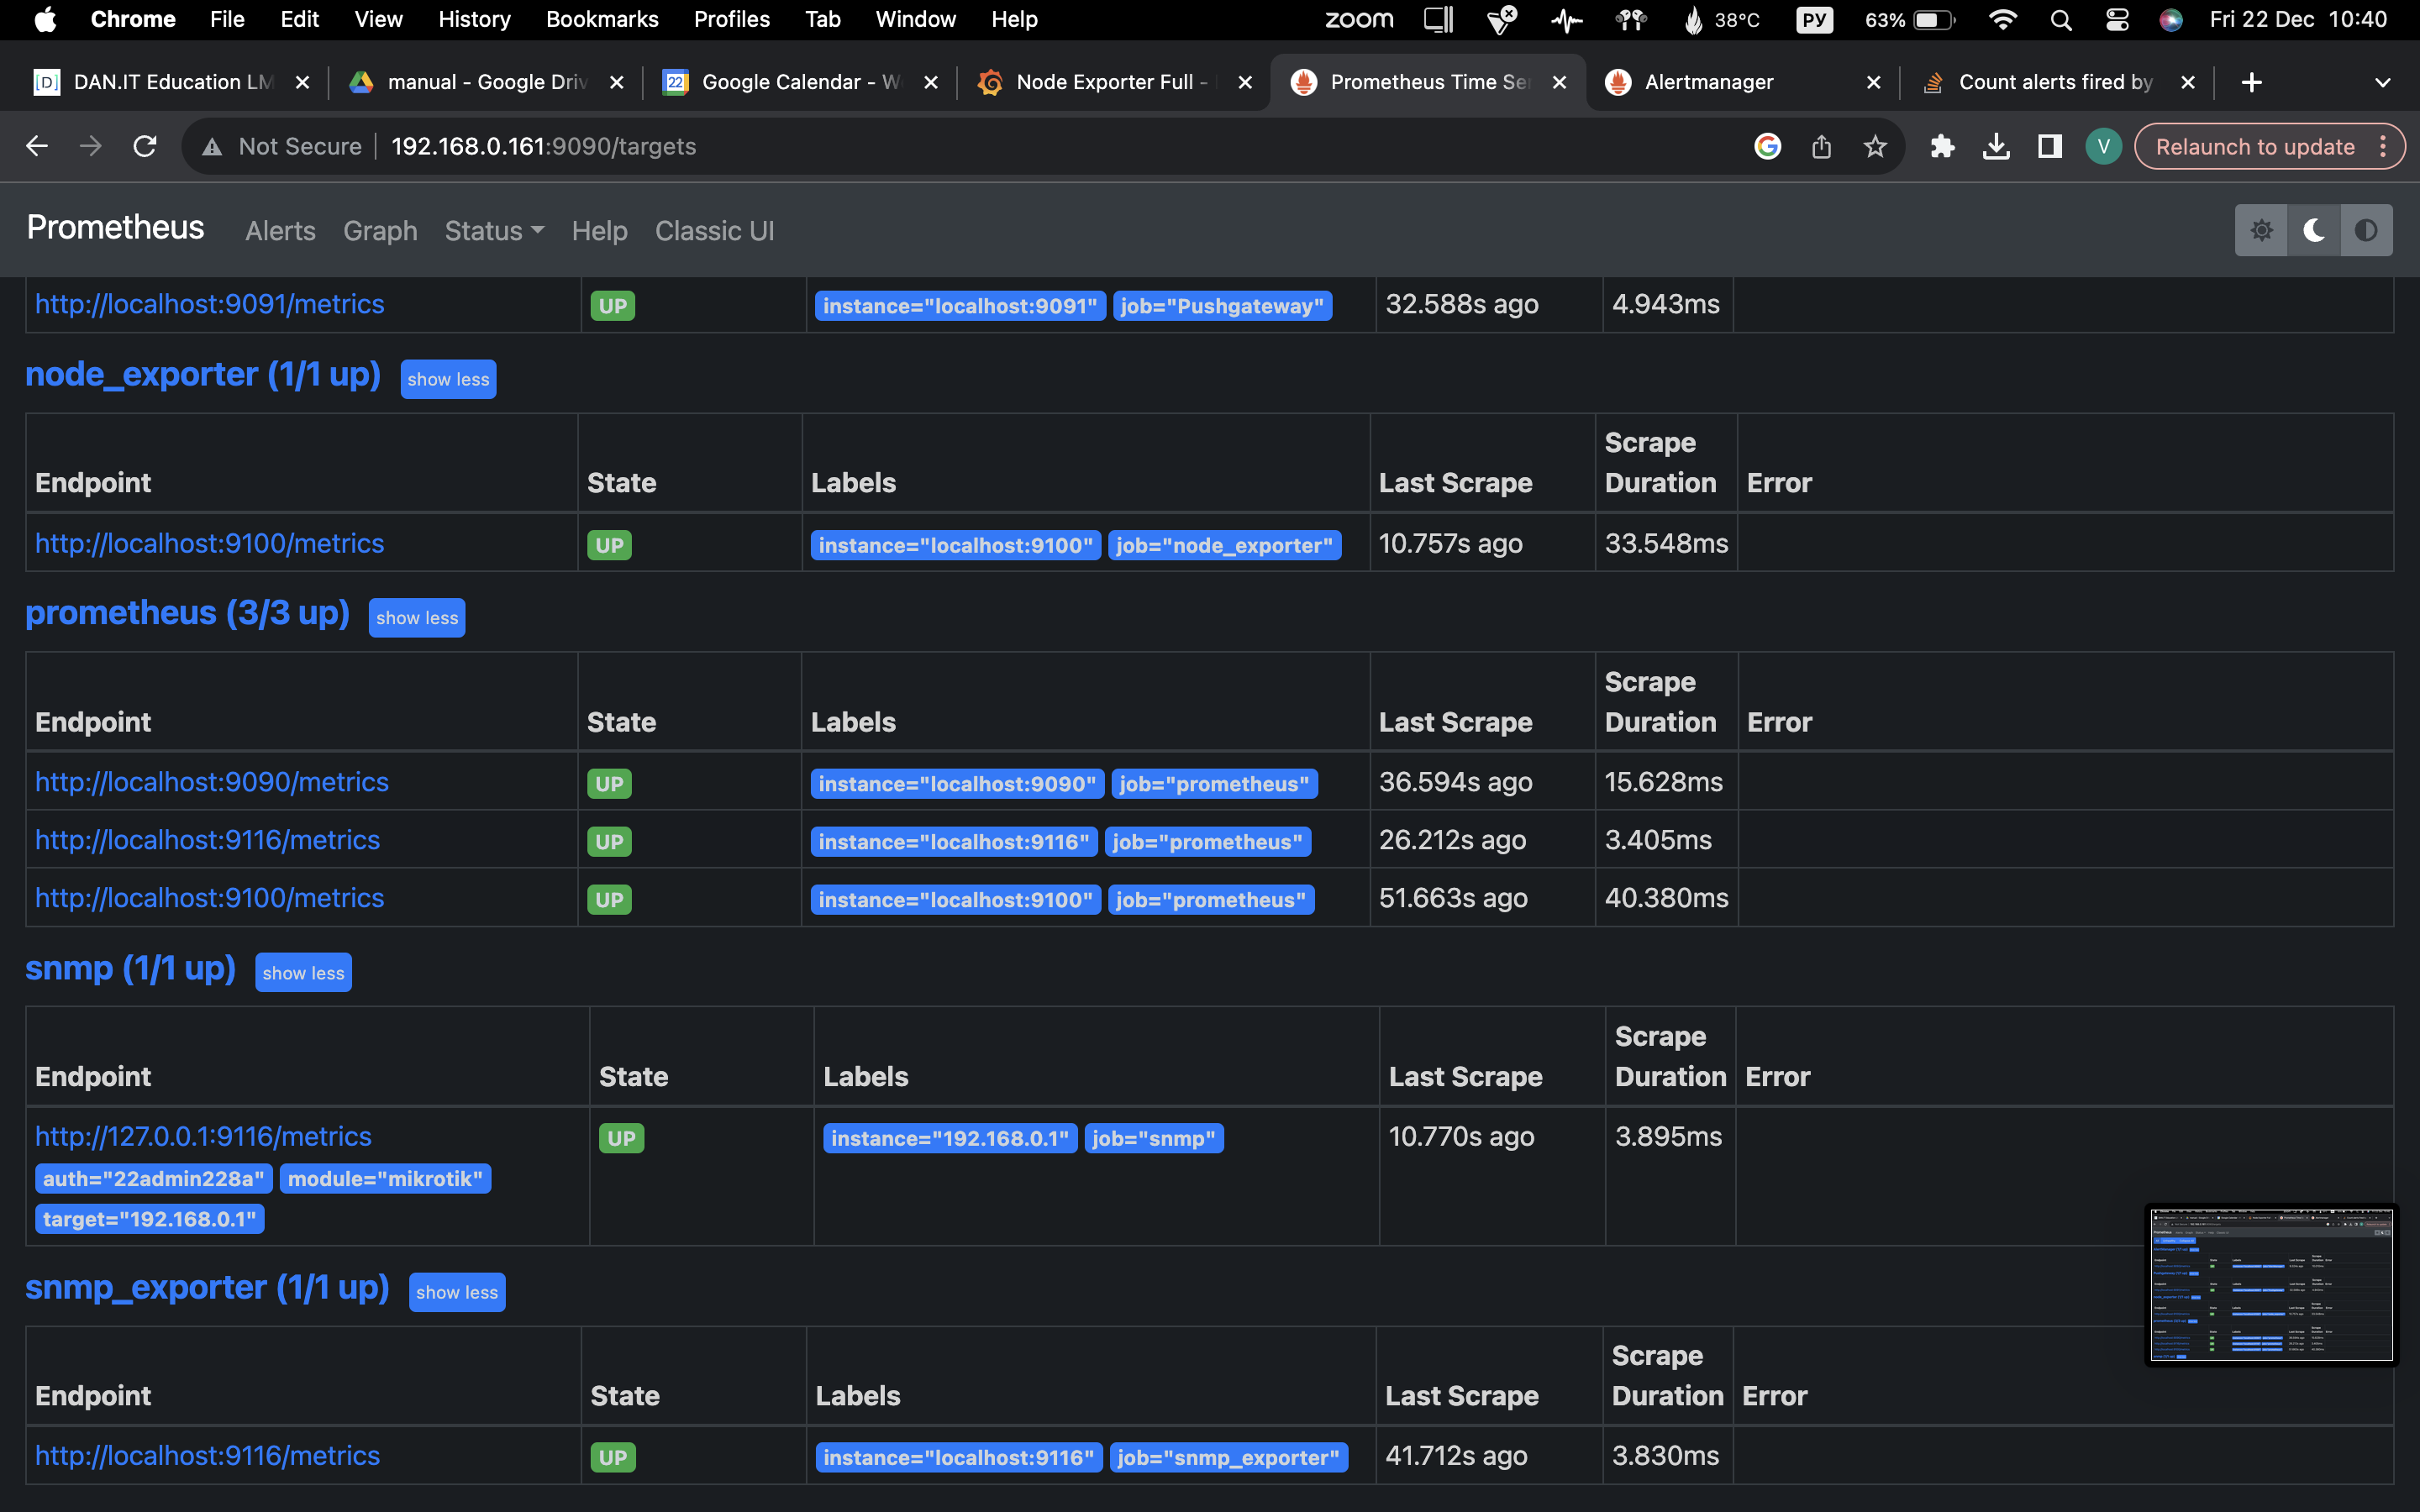 Chrome File Edit View History Bookmarks Profiles Tab Window Help zoom 38°C РУ 63% Fri 22 Dec 10:40
[D] DAN.IT Education LM manual - Google Driv 22 Google Calendar - W Node Exporter Full - Prometheus Time Ser Alertmanager Count alerts fired by
Not Secure 192.168.0.161:9090/targets V Relaunch to update
Prometheus Alerts Graph Status Help Classic UI
http://localhost:9091/metrics UP instance="localhost:9091" job="Pushgateway" 32.588s ago 4.943ms
node_exporter (1/1 up) show less
Endpoint State Labels Last Scrape Scrape Duration Error
http://localhost:9100/metrics UP instance="localhost:9100" job="node_exporter" 10.757s ago 33.548ms
prometheus (3/3 up) show less
Endpoint State Labels Last Scrape Scrape Duration Error
http://localhost:9090/metrics UP instance="localhost:9090" job="prometheus" 36.594s ago 15.628ms
http://localhost:9116/metrics UP instance="localhost:9116" job="prometheus" 26.212s ago 3.405ms
http://localhost:9100/metrics UP instance="localhost:9100" job="prometheus" 51.663s ago 40.380ms
snmp (1/1 up) show less
Endpoint State Labels Last Scrape Scrape Duration Error
http://127.0.0.1:9116/metrics UP instance="192.168.0.1" job="snmp" 10.770s ago 3.895ms
auth="22admin228a" module="mikrotik"
target="192.168.0.1"
snmp_exporter (1/1 up) show less
Endpoint State Labels Last Scrape Scrape Duration Error
http://localhost:9116/metrics UP instance="localhost:9116" job="snmp_exporter" 41.712s ago 3.830ms